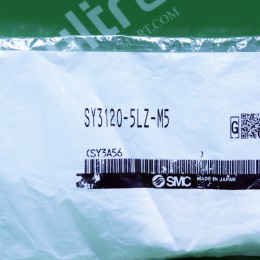 SY3120-5LZ-M5
G
(SY3A56 )
SMC
MADE IN JAPAN